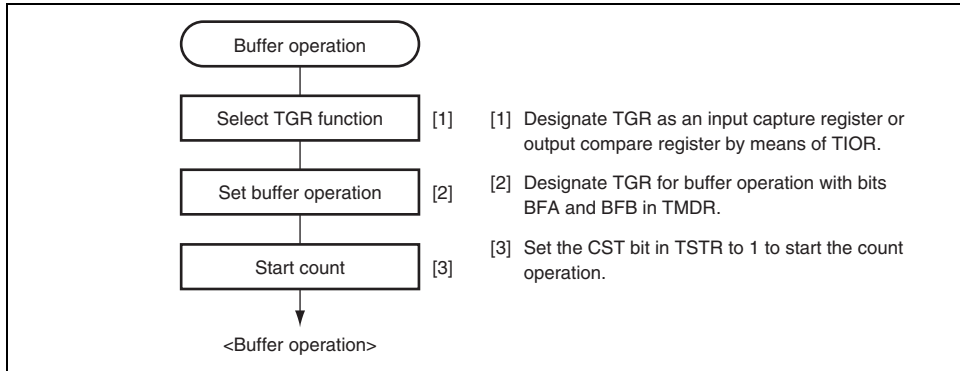 Buffer operation
Select TGR function
[1]
[1] Designate TGR as an input capture register or
output compare register by means of TIOR.
Set buffer operation
[2]
[2] Designate TGR for buffer operation with bits
BFA and BFB in TMDR.
Start count
[3]
[3] Set the CST bit in TSTR to 1 to start the count
operation.
<Buffer operation>